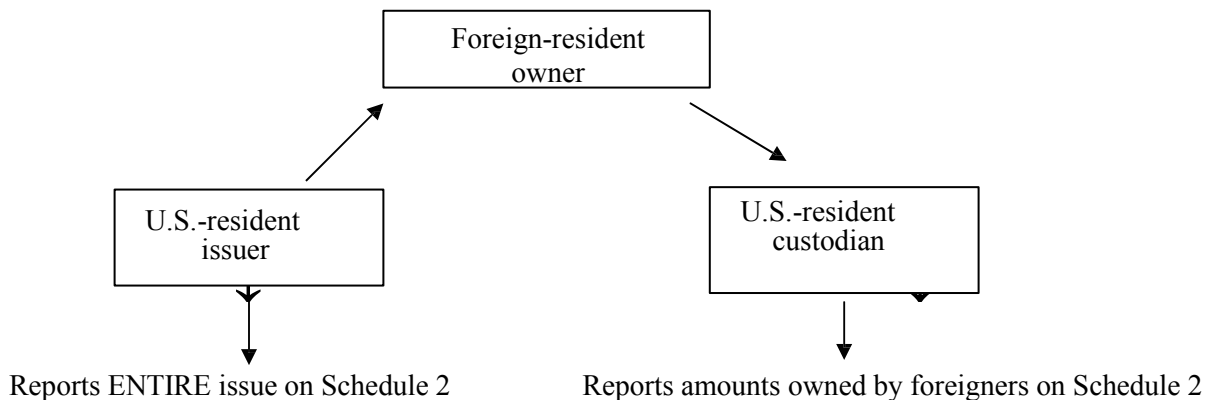 Foreign-resident
owner
U.S.-resident
issuer
U.S.-resident
custodian
Reports ENTIRE issue on Schedule 2
Reports amounts owned by foreigners on Schedule 2